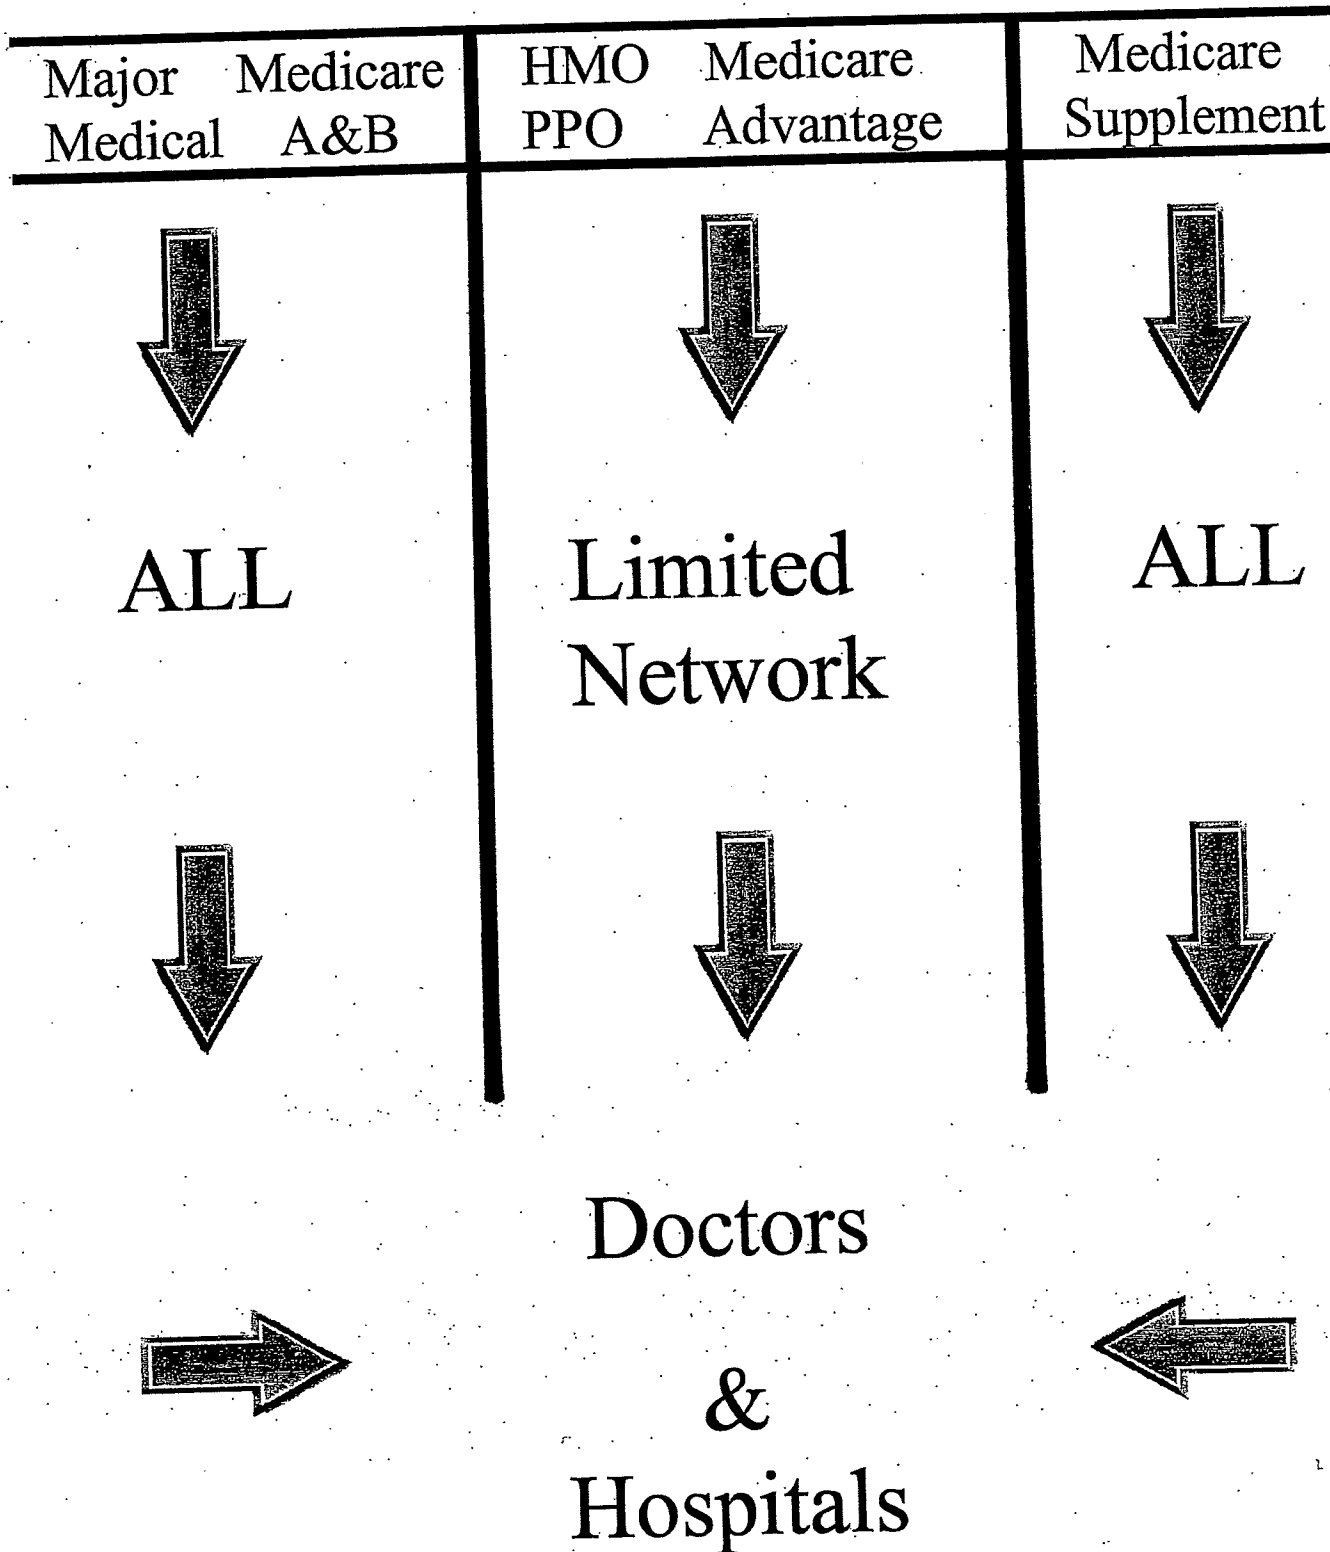 Major Medicare
Medical A&B
HMO Medicare
PPO Advantage
Medicare
Supplement
ALL
Limited
Network
ALL
Doctors
&
Hospitals